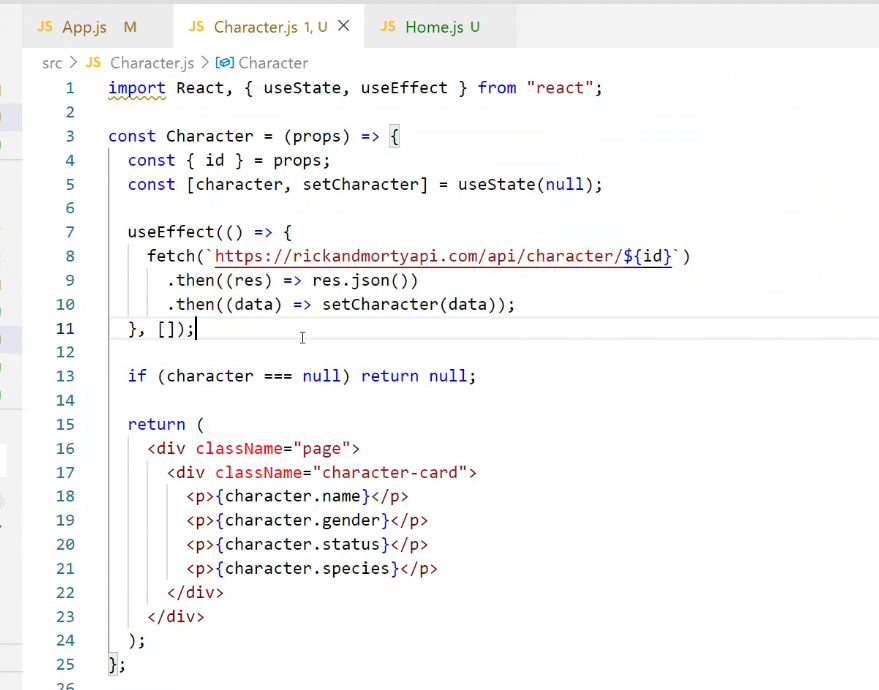 JS App.js M JS Character.js 1, U × JS Home.js U
src > JS Character.js > Character
1 import React, { useState, useEffect } from "react";
2
3 const Character = (props) => {
4 const { id } = props;
5 const [character, setCharacter] = useState(null);
6
7 useEffect(() => {
8 fetch(`https://rickandmortyapi.com/api/character/${id}`)
9 .then((res) => res.json())
10 .then((data) => setCharacter(data));
11 }, []);
12
13 if (character === null) return null;
14
15 return (
16 <div className="page">
17 <div className="character-card">
18 <p>{character.name}</p>
19 <p>{character.gender}</p>
20 <p>{character.status}</p>
21 <p>{character.species}</p>
22 </div>
23 </div>
24 );
25 };
26